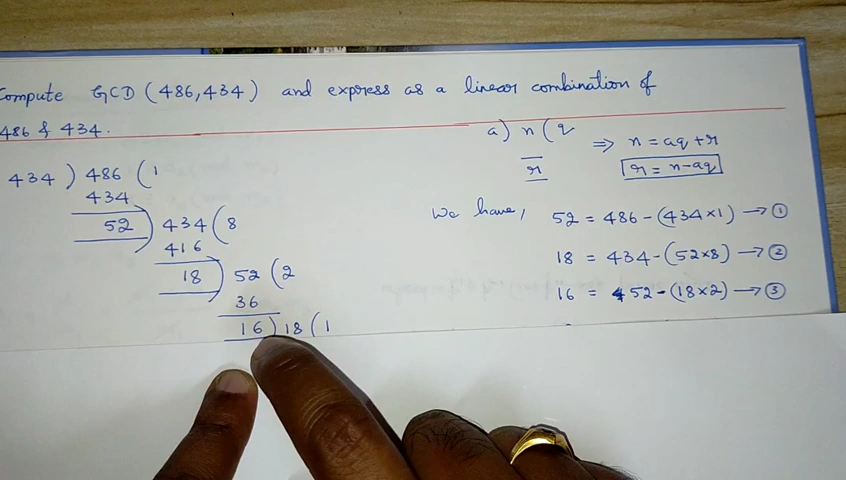 Compute GCD (486,434) and express as a linear combination of
486 & 434.
a) n ( q
r
⇒ n = aq + r
r = n - aq
434 ) 486 ( 1
434
52 ) 434 ( 8
416
18 ) 52 ( 2
36
16 ) 18 ( 1
We have, 52 = 486 - (434×1) → ①
18 = 434 - (52×8) → ②
16 = 52 - (18×2) → ③